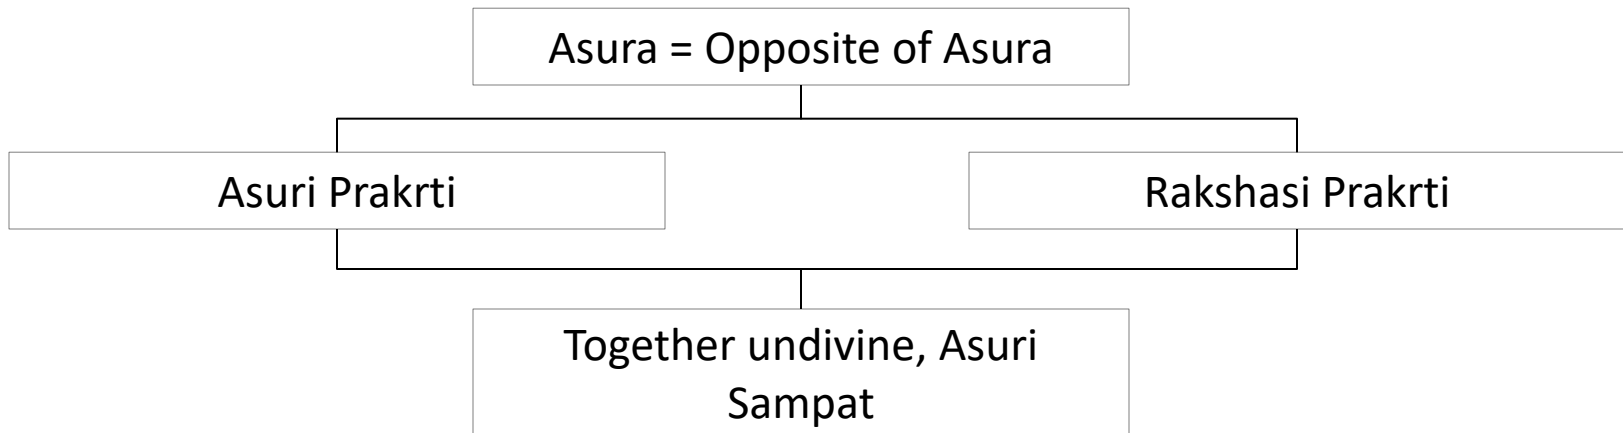 Asura = Opposite of Asura
Asuri Prakrti
Rakshasi Prakrti
Together undivine, Asuri
Sampat